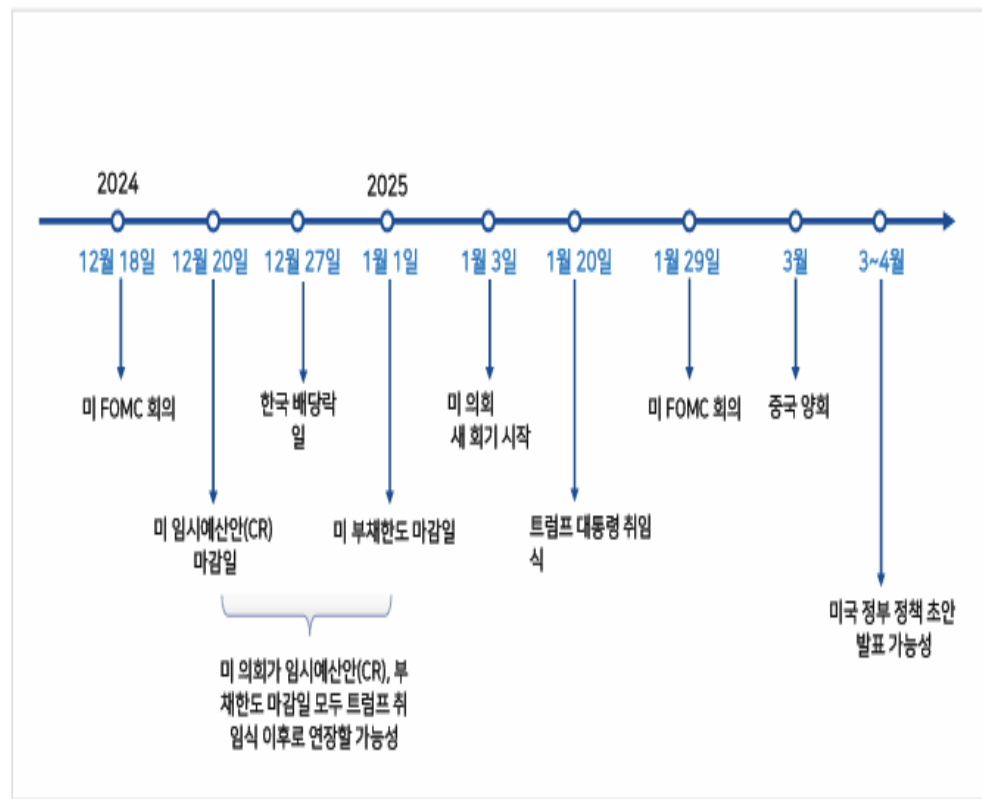 2024
2025
12월 18일
12월 20일
12월 27일
1월 1일
1월 3일
1월 20일
1월 29일
3월
3~4월
미 FOMC 회의
한국 배당락
일
미 의회
새 회기 시작
미 FOMC 회의
중국 양회
미 임시예산안(CR)
마감일
미 부채한도 마감일
트럼프 대통령 취임
식
미국 정부 정책 초안
발표 가능성
미 의회가 임시예산안(CR), 부
채한도 마감일 모두 트럼프 취
임식 이후로 연장할 가능성